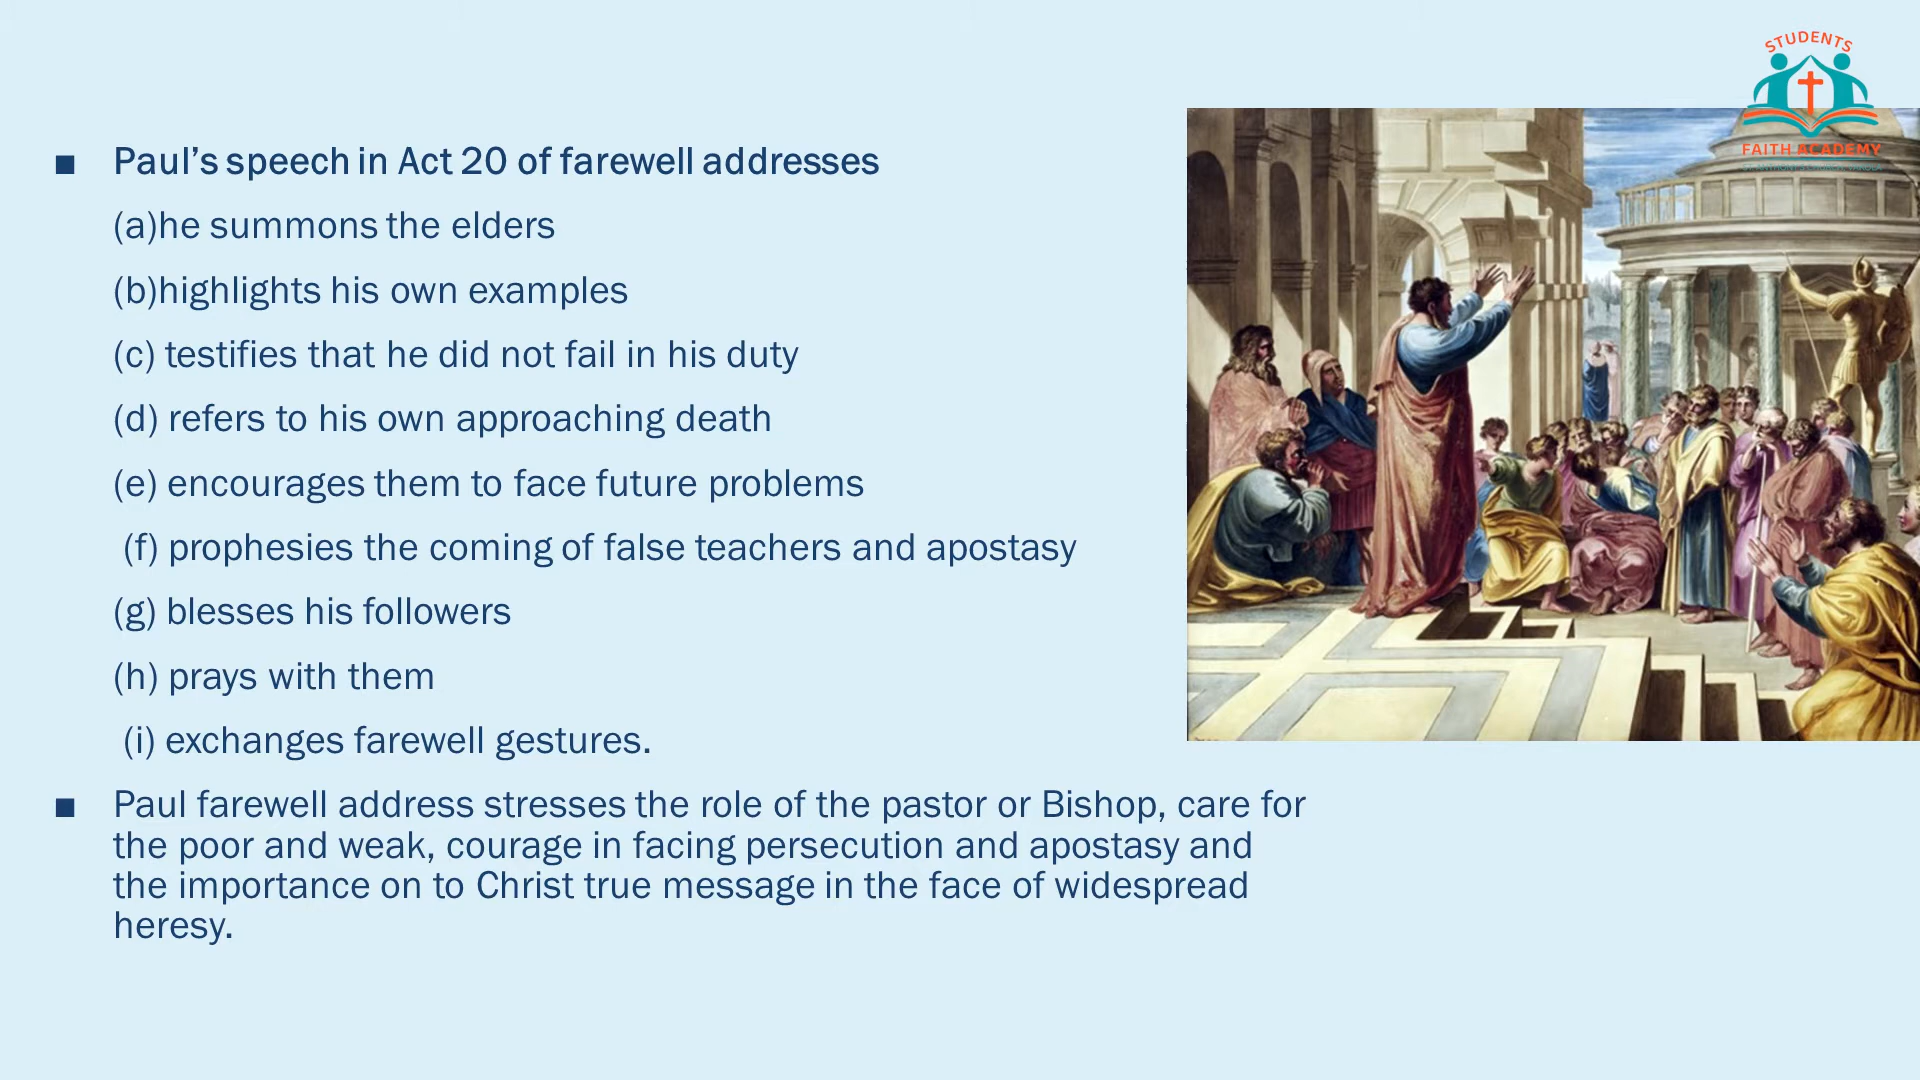 STUDENTS
FAITH ACADEMY
■ Paul’s speech in Act 20 of farewell addresses
(a)he summons the elders
(b)highlights his own examples
(c) testifies that he did not fail in his duty
(d) refers to his own approaching death
(e) encourages them to face future problems
(f) prophesies the coming of false teachers and apostasy
(g) blesses his followers
(h) prays with them
(i) exchanges farewell gestures.
■ Paul farewell address stresses the role of the pastor or Bishop, care for
the poor and weak, courage in facing persecution and apostasy and
the importance on to Christ true message in the face of widespread
heresy.